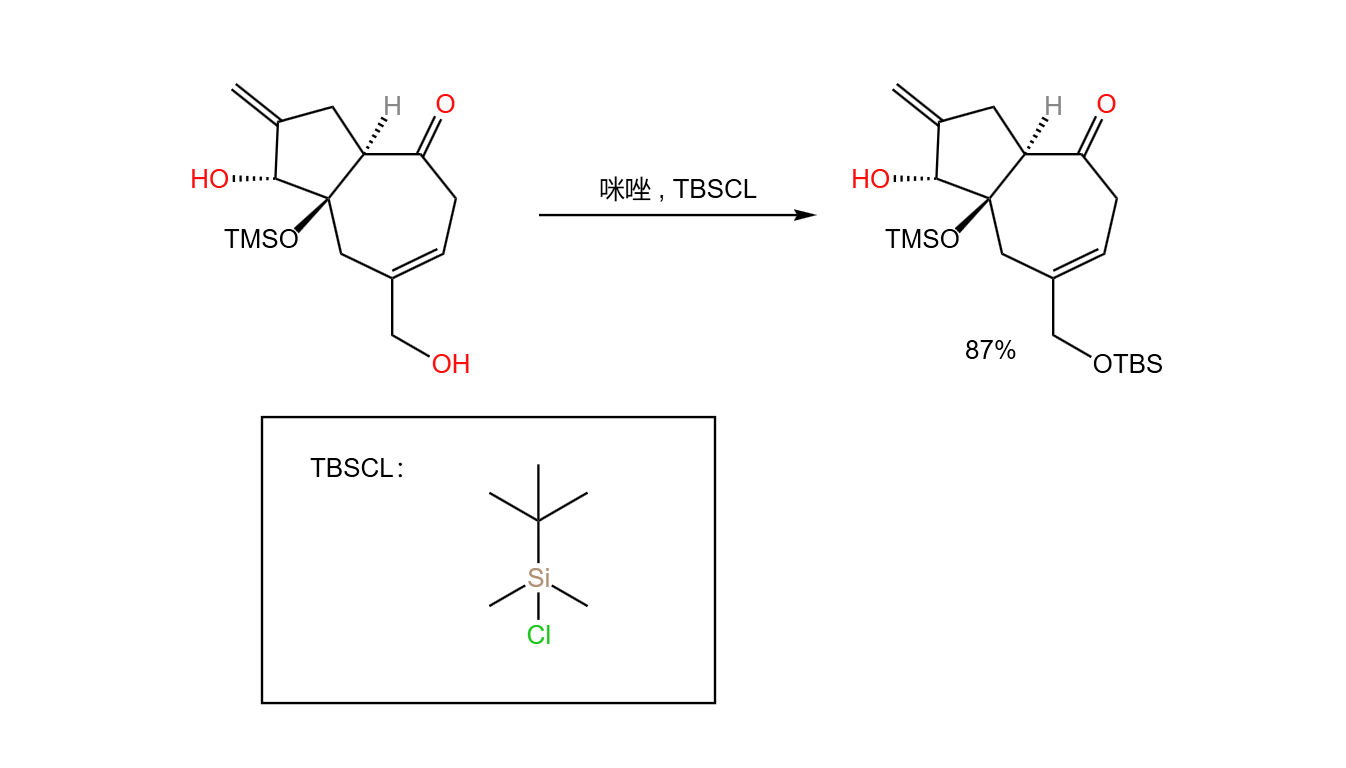 H
O
HO
TMSO
OH
咪唑 , TBSCL
H
O
HO
TMSO
87%
OTBS
TBSCL：
Si
Cl